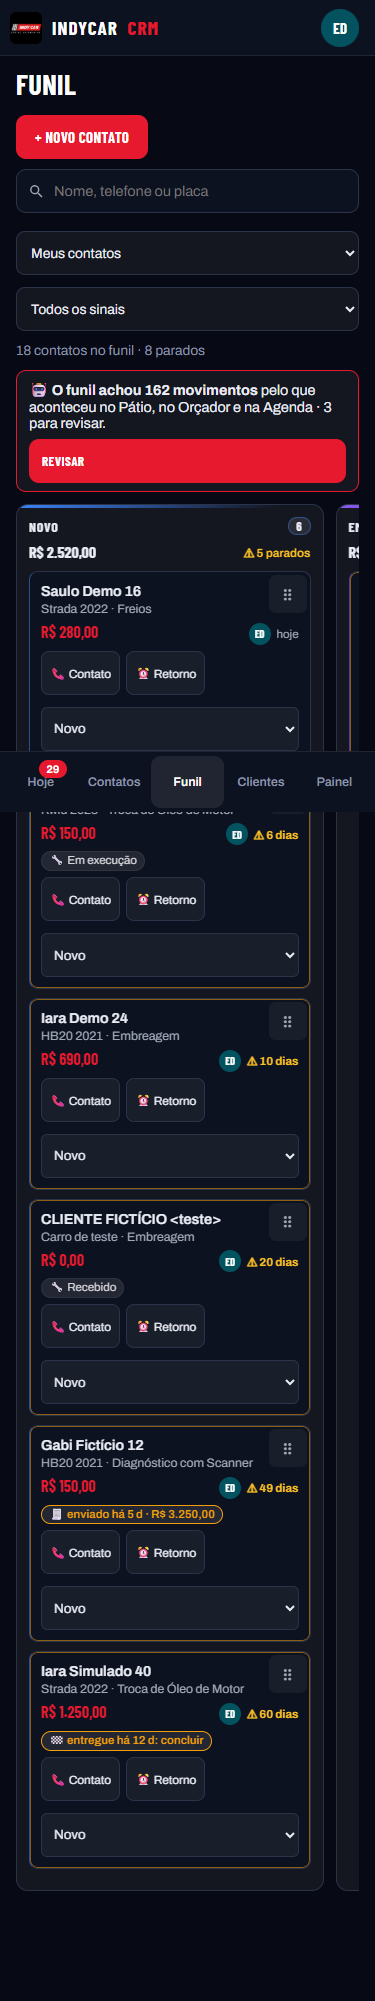 INDYCAR CRM
ED
FUNIL
+ NOVO CONTATO
Nome, telefone ou placa
Meus contatos
Todos os sinais
18 contatos no funil · 8 parados
O funil achou 162 movimentos pelo que
aconteceu no Pátio, no Orçador e na Agenda · 3
para revisar.
REVISAR
NOVO
6
R$ 2.520,00
⚠ 5 parados
Saulo Demo 16
Strada 2022 · Freios
R$ 280,00
ED hoje
Contato
Retorno
Novo
29
Hoje
Contatos
Funil
Clientes
Painel
R$ 150,00
ED ⚠ 6 dias
Em execução
Contato
Retorno
Novo
Iara Demo 24
HB20 2021 · Embreagem
R$ 690,00
ED ⚠ 10 dias
Contato
Retorno
Novo
CLIENTE FICTÍCIO <teste>
Carro de teste · Embreagem
R$ 0,00
ED ⚠ 20 dias
Recebido
Contato
Retorno
Novo
Gabi Fictício 12
HB20 2021 · Diagnóstico com Scanner
R$ 150,00
ED ⚠ 49 dias
enviado há 5 d · R$ 3.250,00
Contato
Retorno
Novo
Iara Simulado 40
Strada 2022 · Troca de Óleo de Motor
R$ 1.250,00
ED ⚠ 60 dias
entregue há 12 d: concluir
Contato
Retorno
Novo